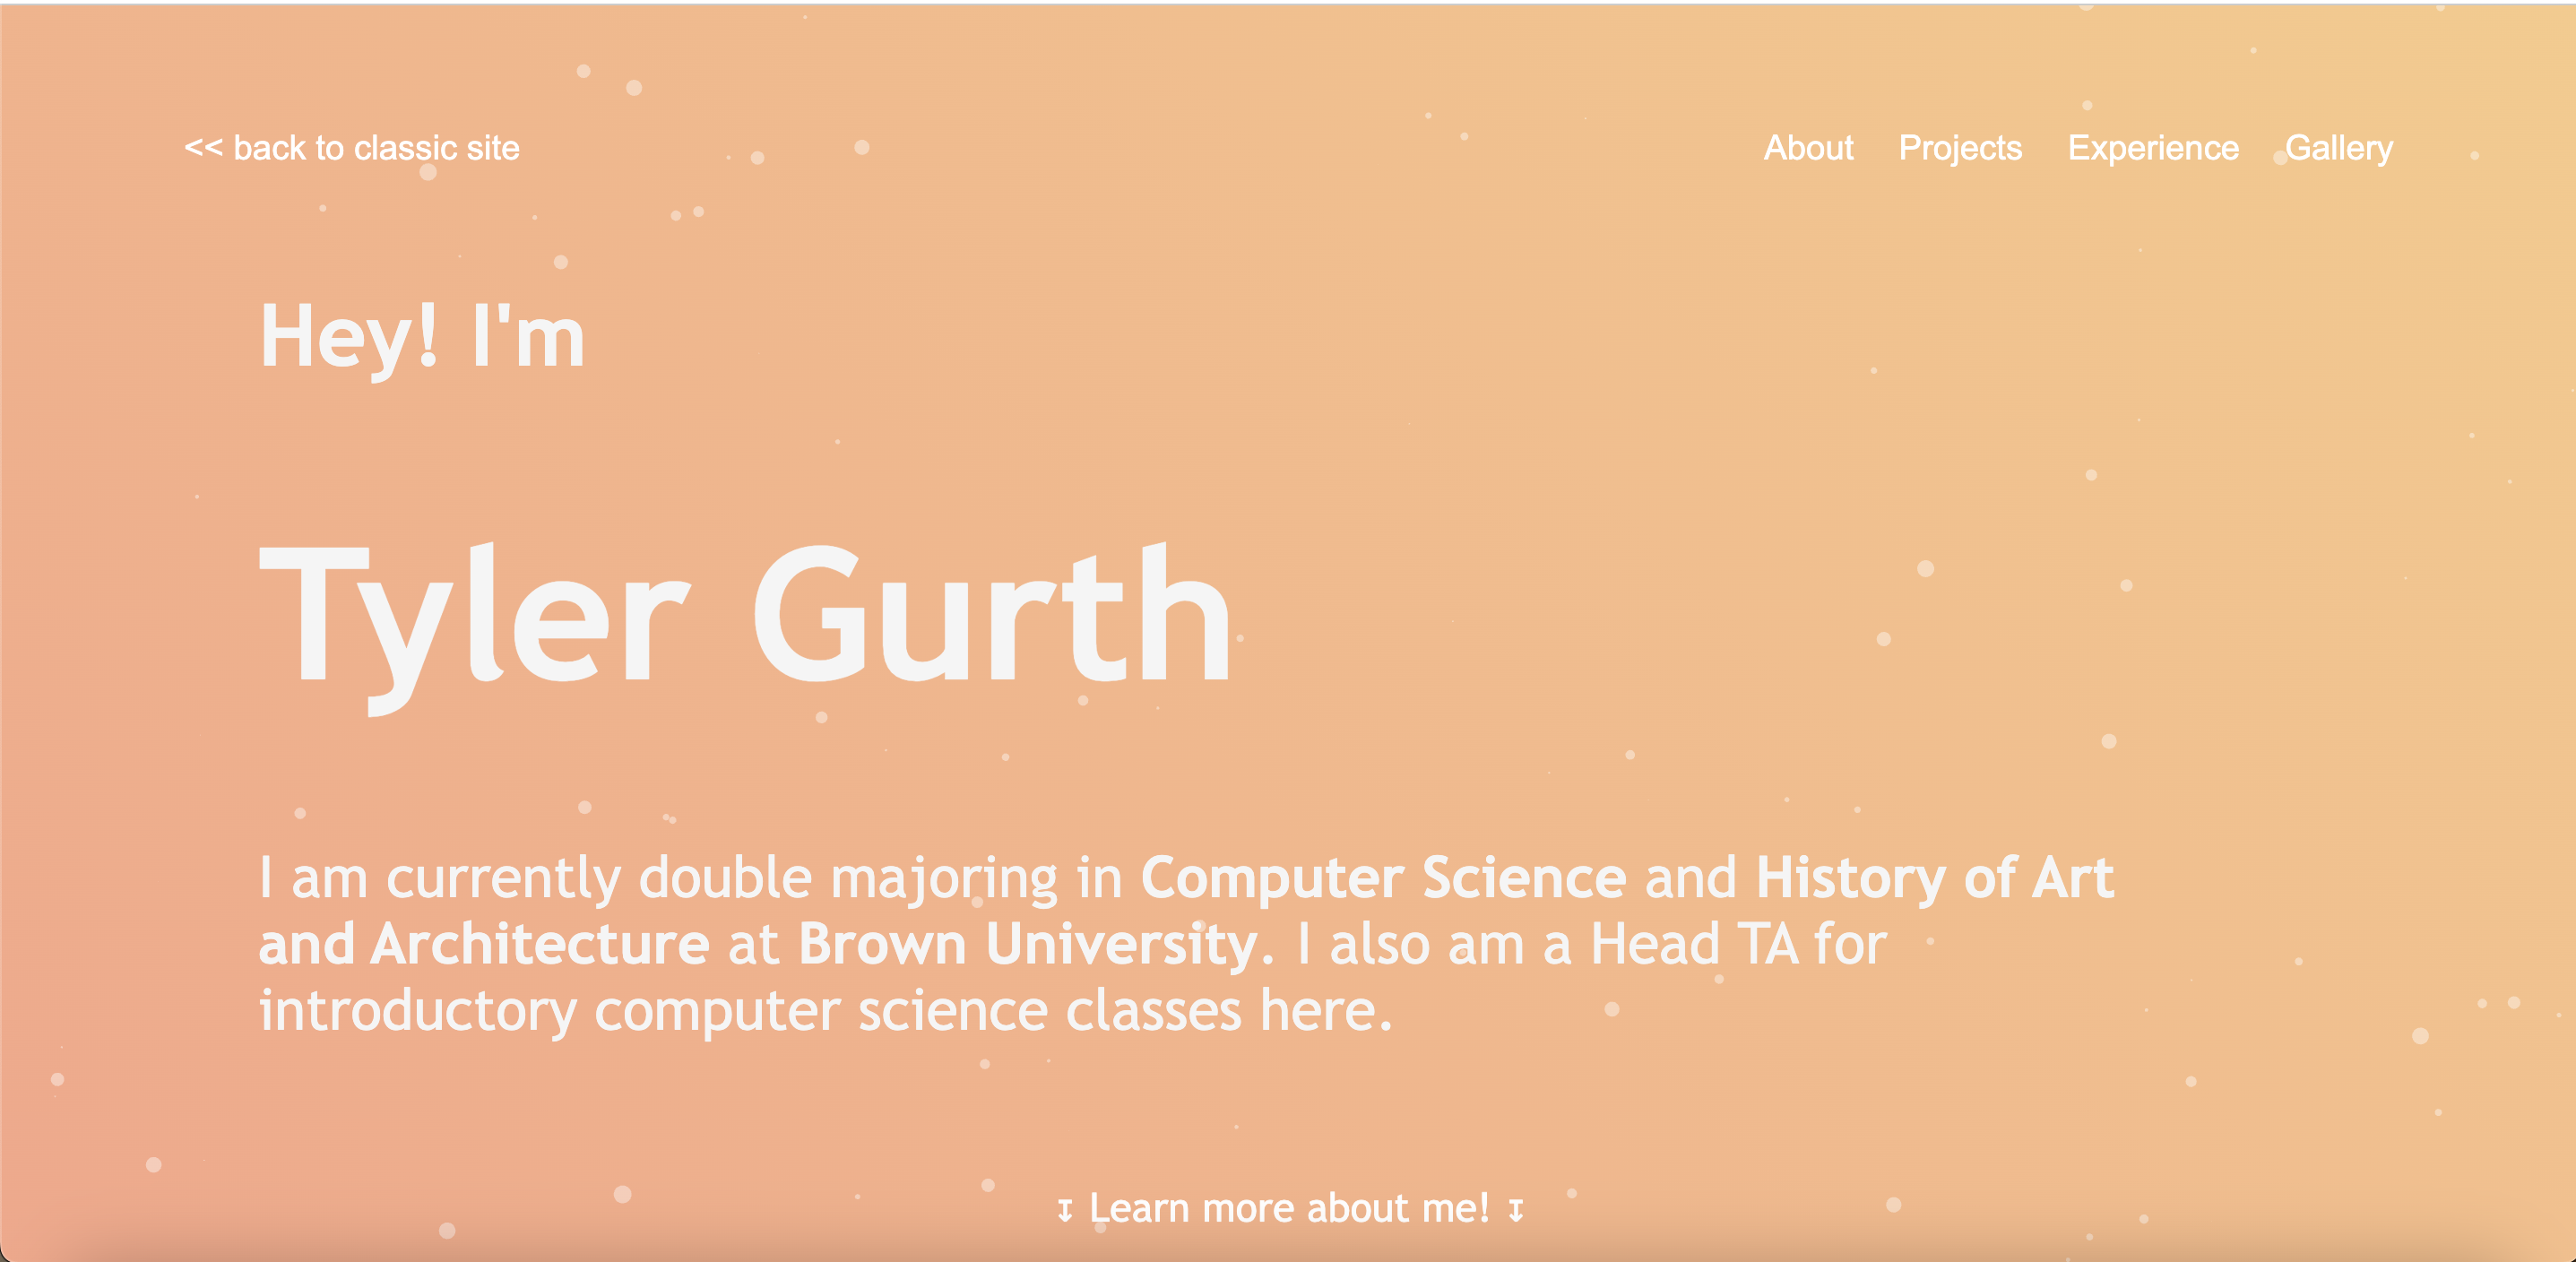 << back to classic site
About Projects Experience Gallery
Hey! I'm
Tyler Gurth
I am currently double majoring in Computer Science and History of Art
and Architecture at Brown University. I also am a Head TA for
introductory computer science classes here.
↧ Learn more about me! ↧